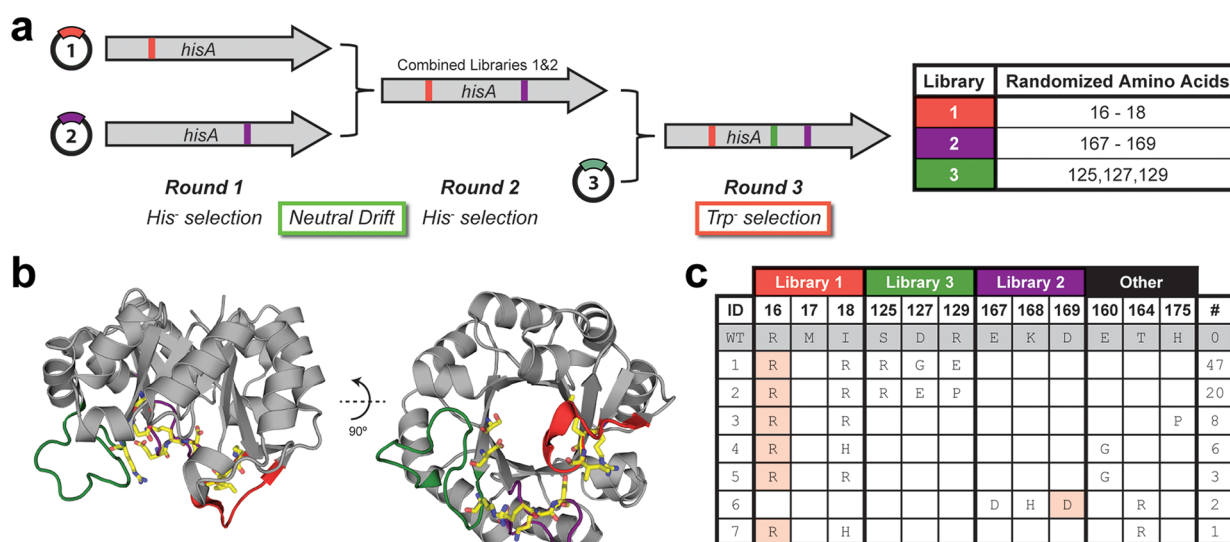 a
1
hisA
2
hisA
Combined Libraries 1&2
hisA
3
hisA
Round 1
Round 2
Round 3
His⁻ selection
Neutral Drift
His⁻ selection
Trp⁻ selection
Library Randomized Amino Acids
1 16 - 18
2 167 - 169
3 125,127,129
b
90º
c
Library 1 Library 3 Library 2 Other
ID 16 17 18 125 127 129 167 168 169 160 164 175 #
WT R M I S D R E K D E T H 0
1 R R R G E 47
2 R R R E P 20
3 R R P 8
4 R H G 6
5 R R G 3
6 D H D R 2
7 R H R 1